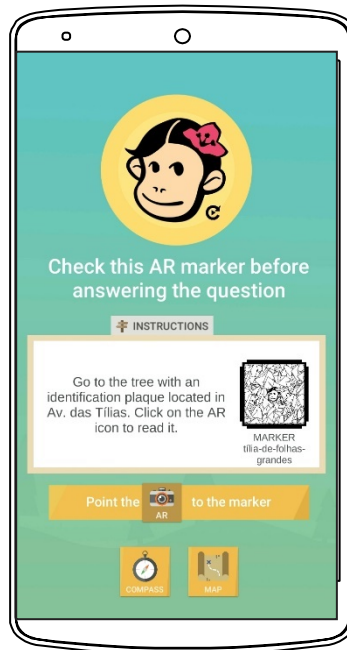 Check this AR marker before
answering the question
INSTRUCTIONS
Go to the tree with an
identification plaque located in
Av. das Tílias. Click on the AR
icon to read it.
MARKER
tília-de-folhas-
grandes
Point the AR to the marker
COMPASS
MAP